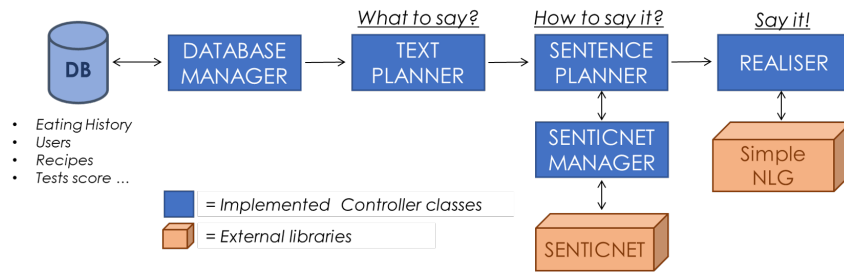 What to say?
How to say it?
Say it!
DB
DATABASE
MANAGER
TEXT
PLANNER
SENTENCE
PLANNER
REALISER
• Eating History
• Users
• Recipes
• Tests score ...
SENTICNET
MANAGER
Simple
NLG
= Implemented Controller classes
= External libraries
SENTICNET